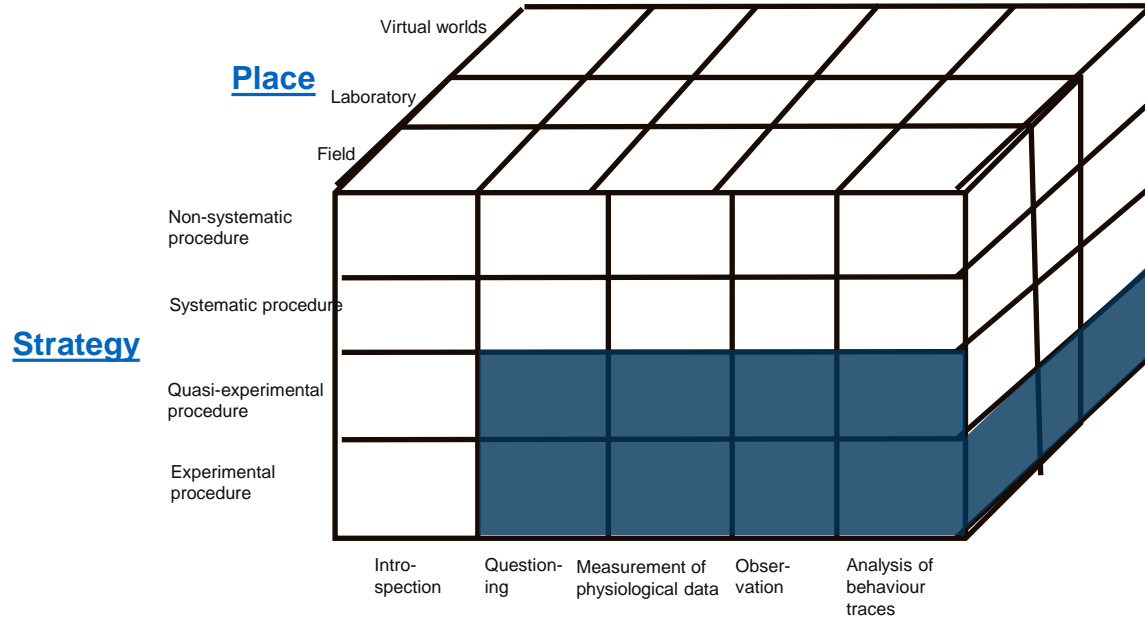 Virtual worlds
Place
Laboratory
Field
Non-systematic
procedure
Systematic procedure
Strategy
Quasi-experimental
procedure
Experimental
procedure
Intro-
spection
Question-
ing
Measurement of
physiological data
Obser-
vation
Analysis of
behaviour
traces